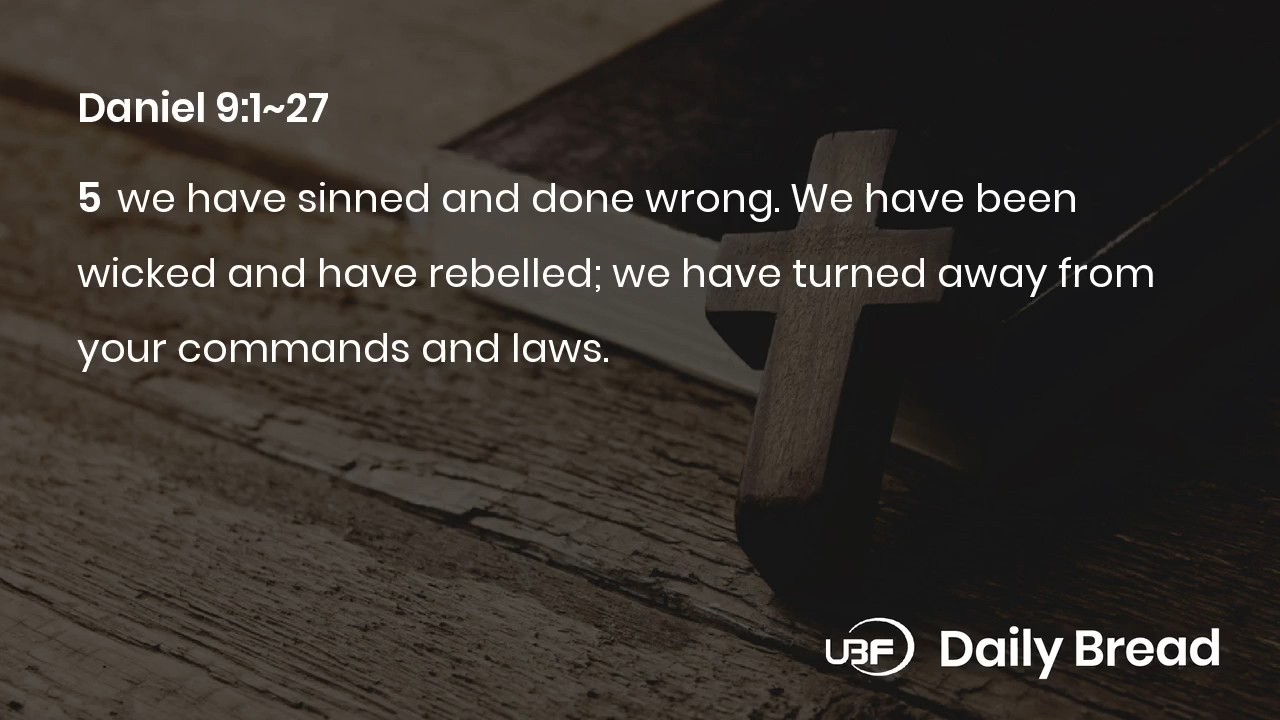 Daniel 9:1~27
5 we have sinned and done wrong. We have been
wicked and have rebelled; we have turned away from
your commands and laws.
UBF Daily Bread